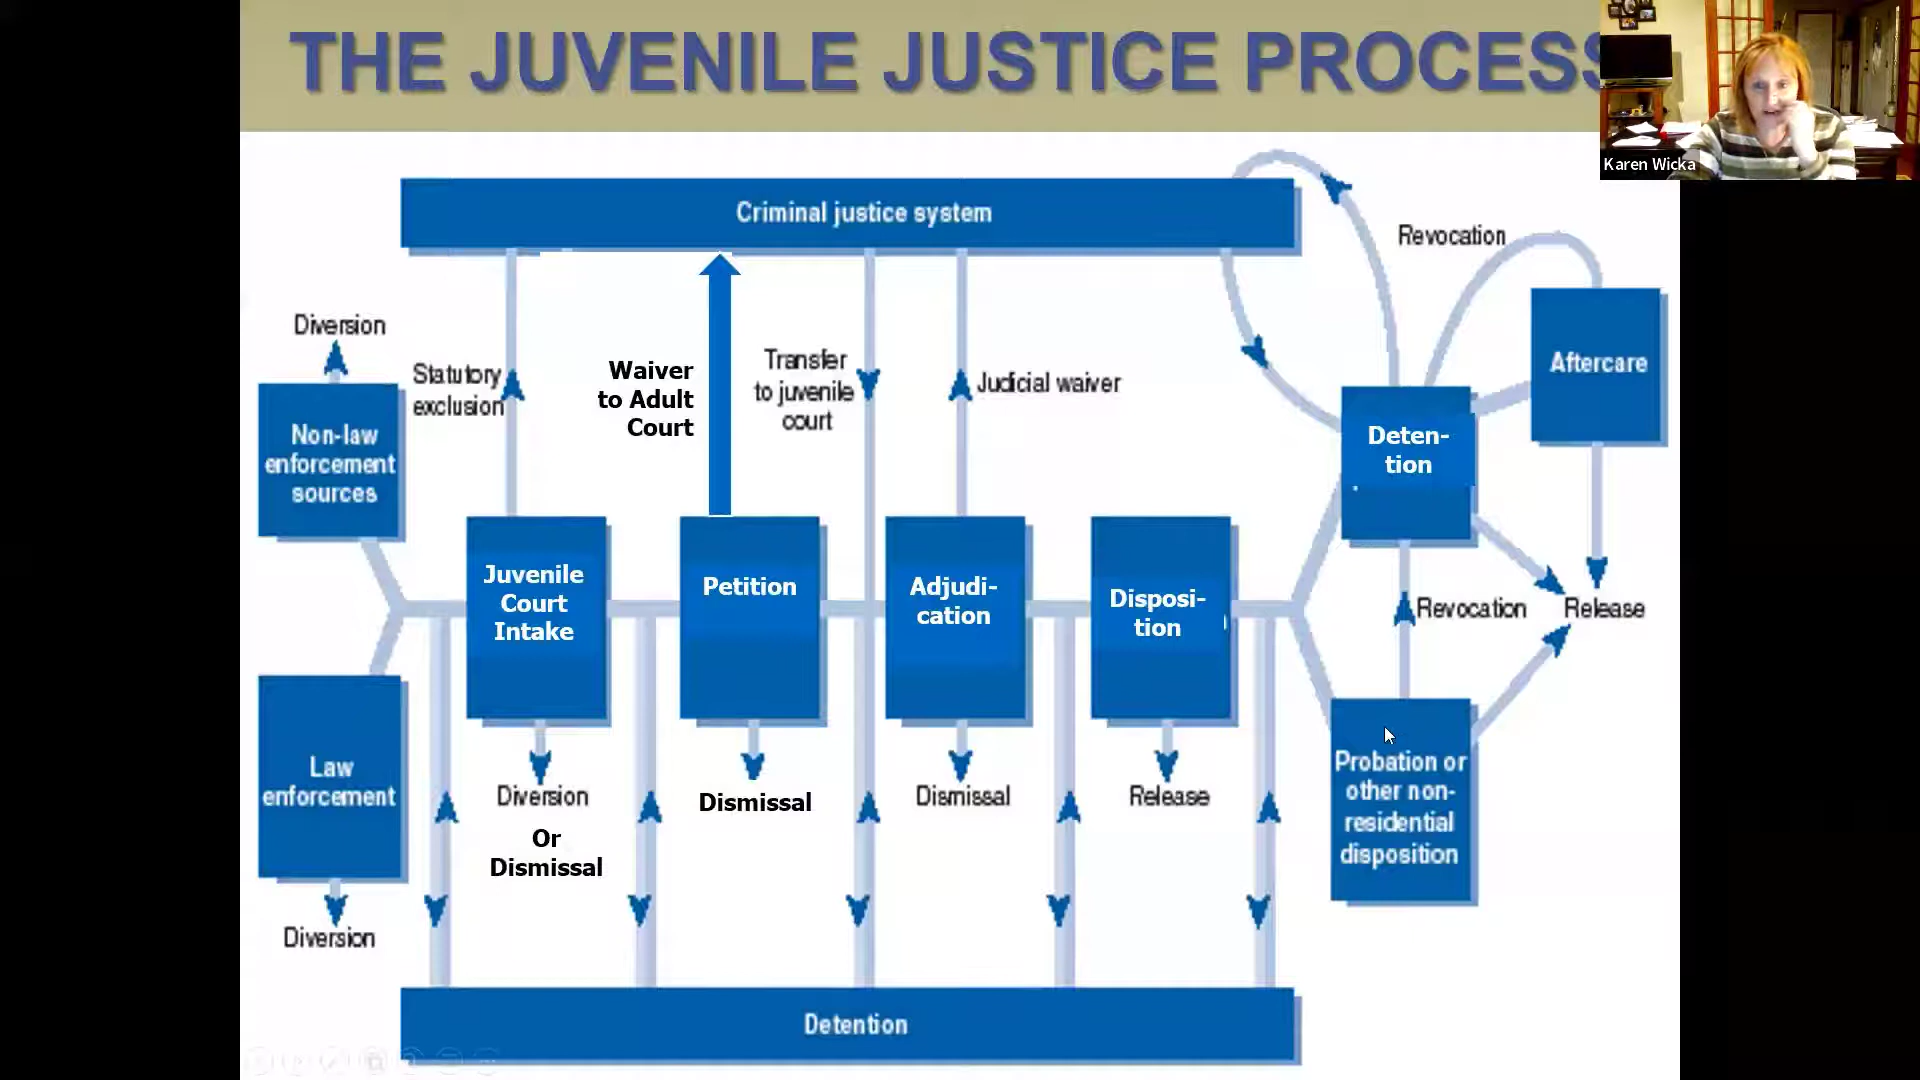 THE JUVENILE JUSTICE PROCESS
Karen Wicka
Criminal justice system
Revocation
Diversion
Statutory
exclusion
Waiver
to Adult
Court
Transfer
to juvenile
court
Judicial waiver
Aftercare
Non-law
enforcement
sources
Deten-
tion
Juvenile
Court
Intake
Petition
Adjudi-
cation
Disposi-
tion
Revocation
Release
Law
enforcement
Diversion
Or
Dismissal
Dismissal
Dismissal
Release
Probation or
other non-
residential
disposition
Diversion
Detention